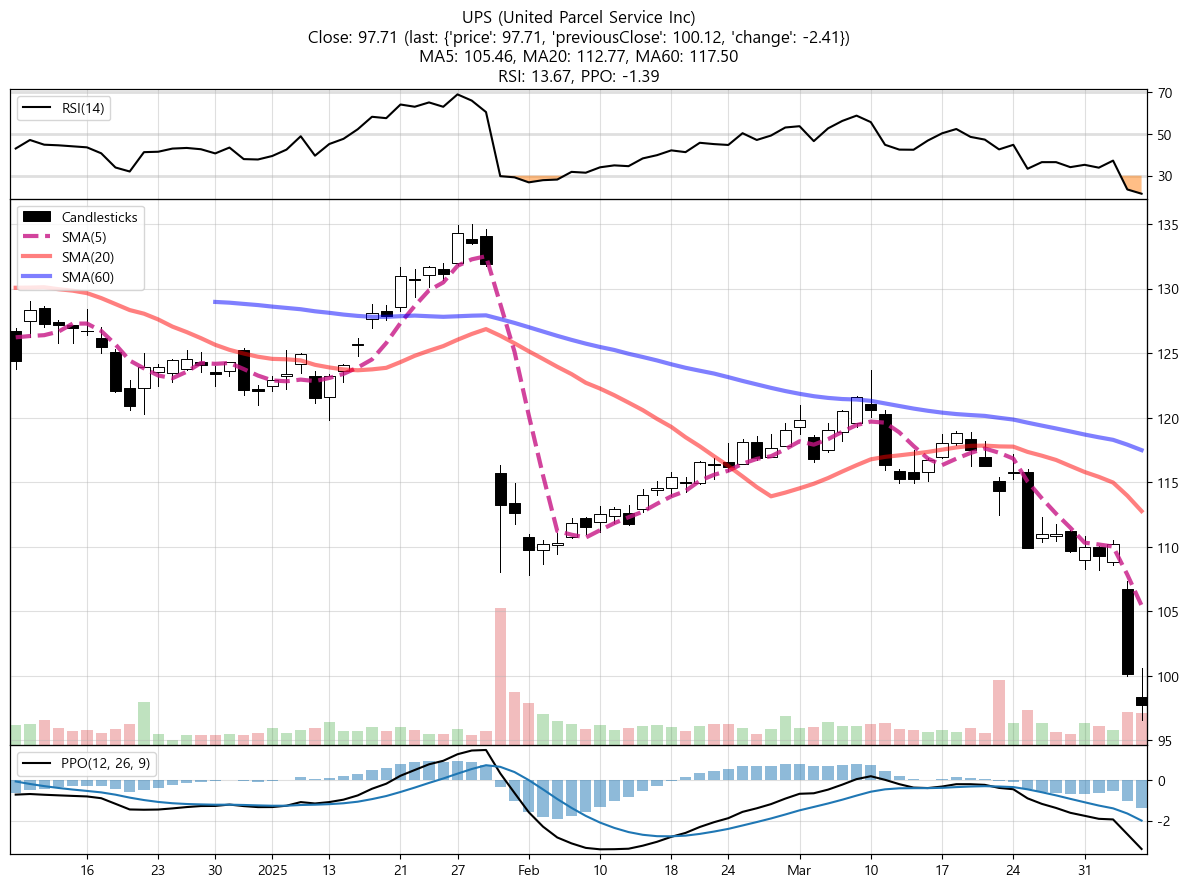 UPS (United Parcel Service Inc)
Close: 97.71 (last: {'price': 97.71, 'previousClose': 100.12, 'change': -2.41})
MA5: 105.46, MA20: 112.77, MA60: 117.50
RSI: 13.67, PPO: -1.39
RSI(14)
70
50
30
Candlesticks
SMA(5)
SMA(20)
SMA(60)
135
130
125
120
115
110
105
100
95
PPO(12, 26, 9)
0
-2
16 23 30 2025 13 21 27 Feb 10 18 24 Mar 10 17 24 31